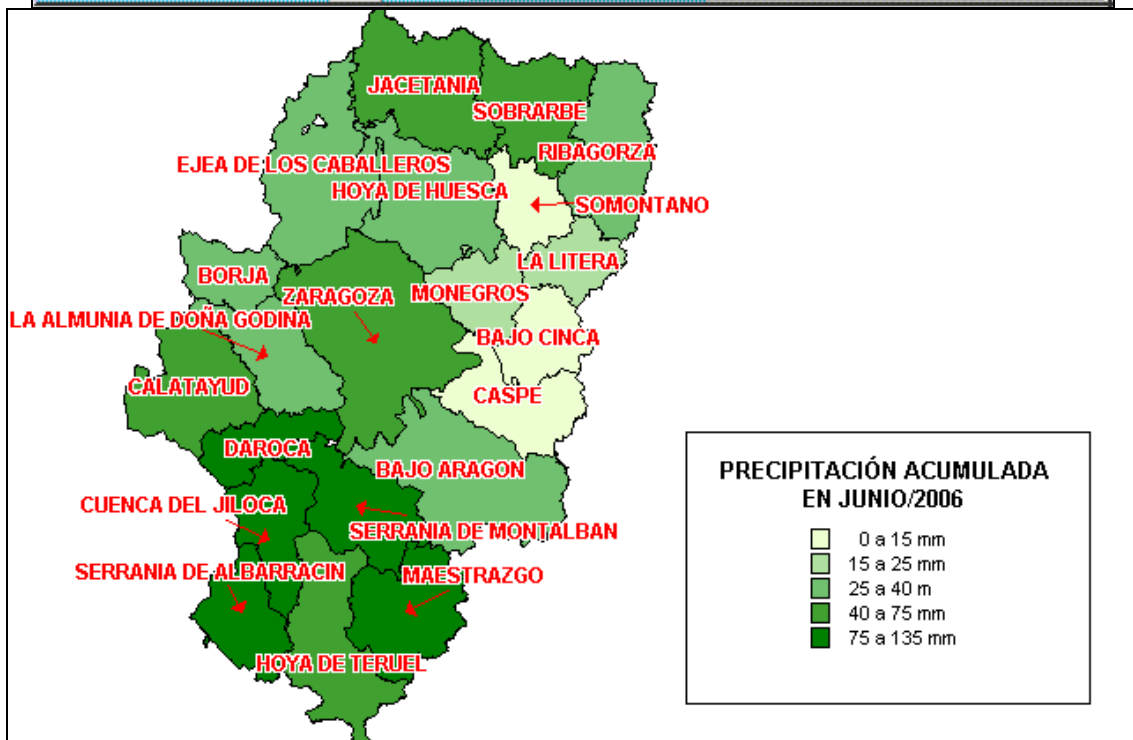 JACETANIA
SOBRARBE
RIBAGORZA
EJEA DE LOS CABALLEROS
HOYA DE HUESCA
SOMONTANO
LA LITERA
BORJA
ZARAGOZA
MONEGROS
LA ALMUNIA DE DOÑA GODINA
BAJO CINCA
CALATAYUD
CASPE
DAROCA
BAJO ARAGON
CUENCA DEL JILOCA
SERRANIA DE MONTALBAN
SERRANIA DE ALBARRACIN
MAESTRAZGO
HOYA DE TERUEL
PRECIPITACIÓN ACUMULADA
EN JUNIO/2006
0 a 15 mm
15 a 25 mm
25 a 40 m
40 a 75 mm
75 a 135 mm